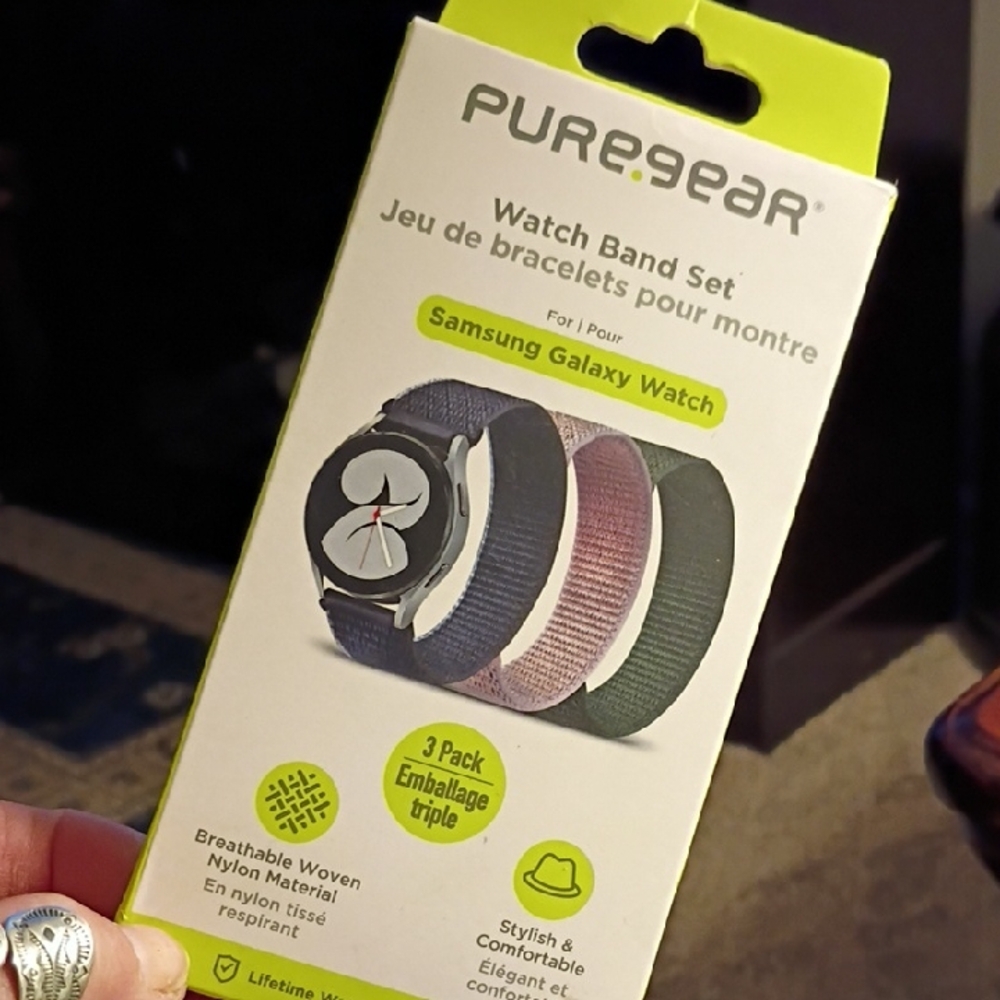 PUREGEAR®
Watch Band Set
Jeu de bracelets pour montre
For | Pour
Samsung Galaxy Watch
3 Pack
Emballage
triple
Breathable Woven
Nylon Material
En nylon tissé
respirant
Stylish &
Comfortable
Élégant et
Lifetime